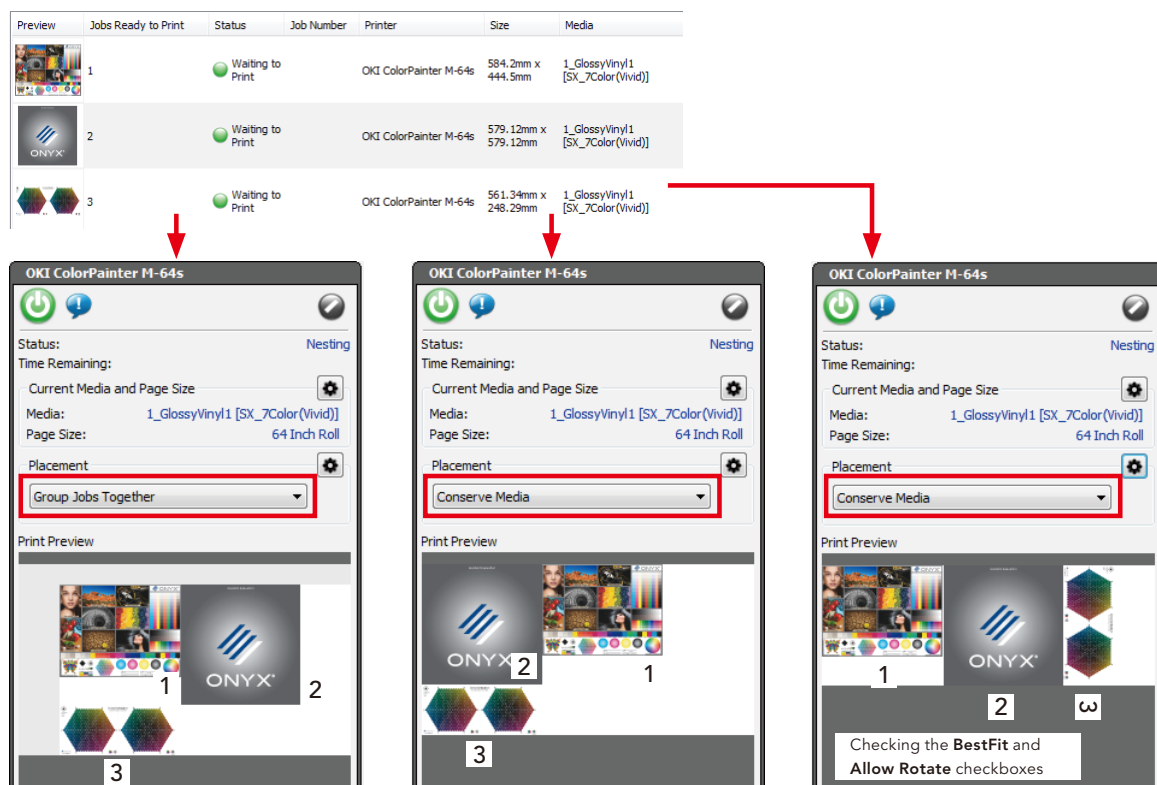 Preview Jobs Ready to Print Status Job Number Printer Size Media
1 Waiting to Print OKI ColorPainter M-64s 584.2mm x 444.5mm 1_GlossyVinyl1 [SX_7Color(Vivid)]
ONYX 2 Waiting to Print OKI ColorPainter M-64s 579.12mm x 579.12mm 1_GlossyVinyl1 [SX_7Color(Vivid)]
3 Waiting to Print OKI ColorPainter M-64s 561.34mm x 248.29mm 1_GlossyVinyl1 [SX_7Color(Vivid)]
OKI ColorPainter M-64s
Status: Nesting
Time Remaining:
Current Media and Page Size
Media: 1_GlossyVinyl1 [SX_7Color(Vivid)]
Page Size: 64 Inch Roll
Placement
Group Jobs Together
Print Preview
ONYX
1
2
3
OKI ColorPainter M-64s
Status: Nesting
Time Remaining:
Current Media and Page Size
Media: 1_GlossyVinyl1 [SX_7Color(Vivid)]
Page Size: 64 Inch Roll
Placement
Conserve Media
Print Preview
ONYX
2
1
3
OKI ColorPainter M-64s
Status: Nesting
Time Remaining:
Current Media and Page Size
Media: 1_GlossyVinyl1 [SX_7Color(Vivid)]
Page Size: 64 Inch Roll
Placement
Conserve Media
Print Preview
ONYX
1
2
3
Checking the BestFit and
Allow Rotate checkboxes